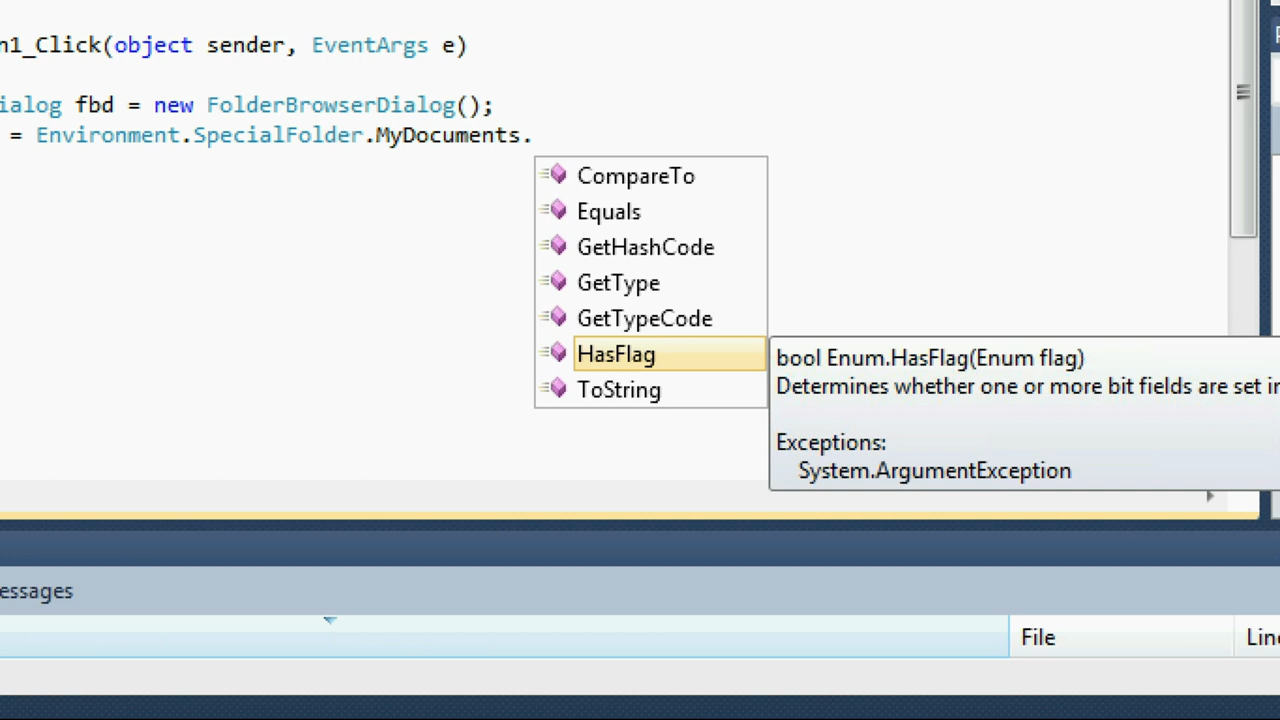 n1_Click(object sender, EventArgs e)
ialog fbd = new FolderBrowserDialog();
= Environment.SpecialFolder.MyDocuments.
CompareTo
Equals
GetHashCode
GetType
GetTypeCode
HasFlag
ToString
bool Enum.HasFlag(Enum flag)
Determines whether one or more bit fields are set in
Exceptions:
System.ArgumentException
essages
File
Line